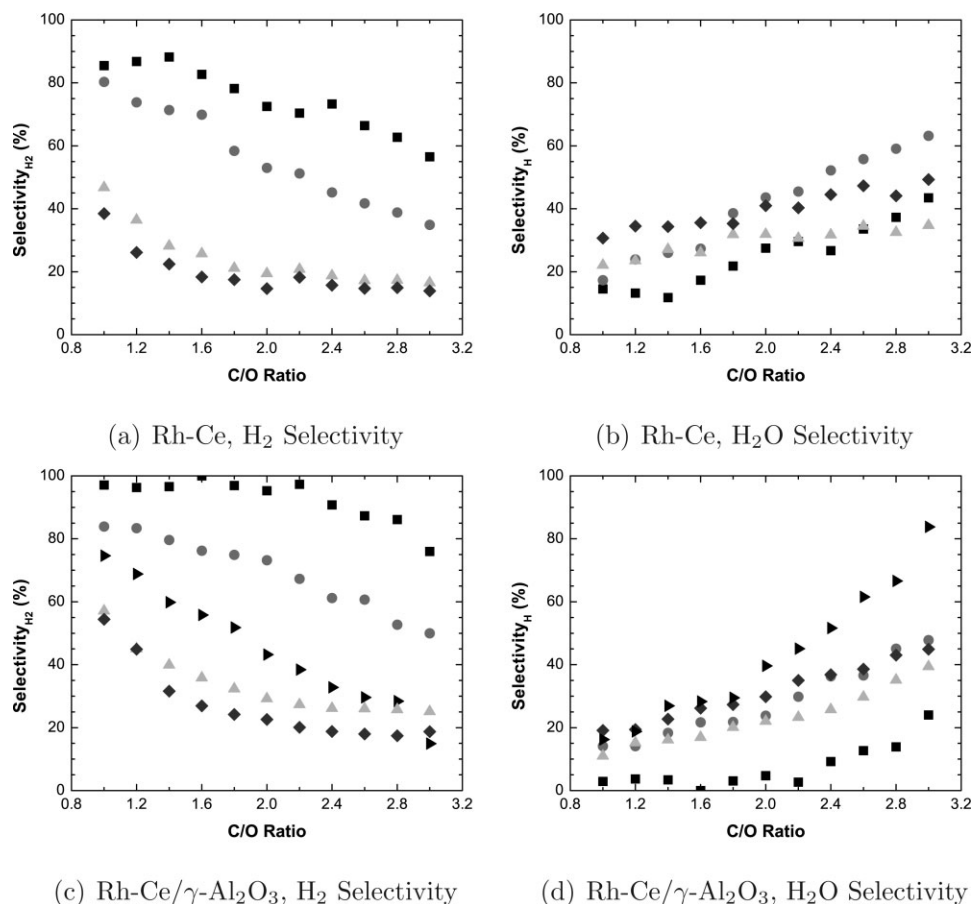 100
80
60
40
20
0
Selectivity_H2 (%)
0.8 1.2 1.6 2.0 2.4 2.8 3.2
C/O Ratio
(a) Rh-Ce, H₂ Selectivity
100
80
60
40
20
0
Selectivity_H (%)
0.8 1.2 1.6 2.0 2.4 2.8 3.2
C/O Ratio
(b) Rh-Ce, H₂O Selectivity
100
80
60
40
20
0
Selectivity_H2 (%)
0.8 1.2 1.6 2.0 2.4 2.8 3.2
C/O Ratio
(c) Rh-Ce/γ-Al₂O₃, H₂ Selectivity
100
80
60
40
20
0
Selectivity_H (%)
0.8 1.2 1.6 2.0 2.4 2.8 3.2
C/O Ratio
(d) Rh-Ce/γ-Al₂O₃, H₂O Selectivity